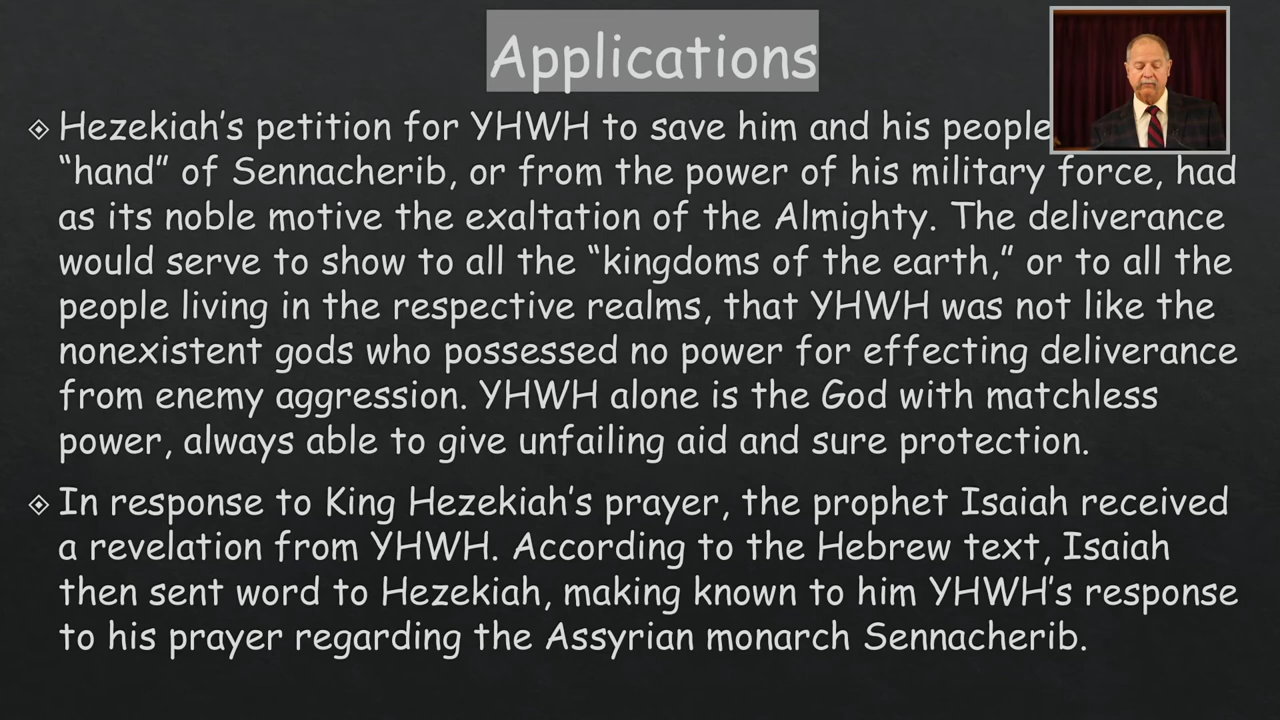 Applications
Hezekiah's petition for YHWH to save him and his people
“hand” of Sennacherib, or from the power of his military force, had
as its noble motive the exaltation of the Almighty. The deliverance
would serve to show to all the “kingdoms of the earth,” or to all the
people living in the respective realms, that YHWH was not like the
nonexistent gods who possessed no power for effecting deliverance
from enemy aggression. YHWH alone is the God with matchless
power, always able to give unfailing aid and sure protection.
In response to King Hezekiah's prayer, the prophet Isaiah received
a revelation from YHWH. According to the Hebrew text, Isaiah
then sent word to Hezekiah, making known to him YHWH's response
to his prayer regarding the Assyrian monarch Sennacherib.